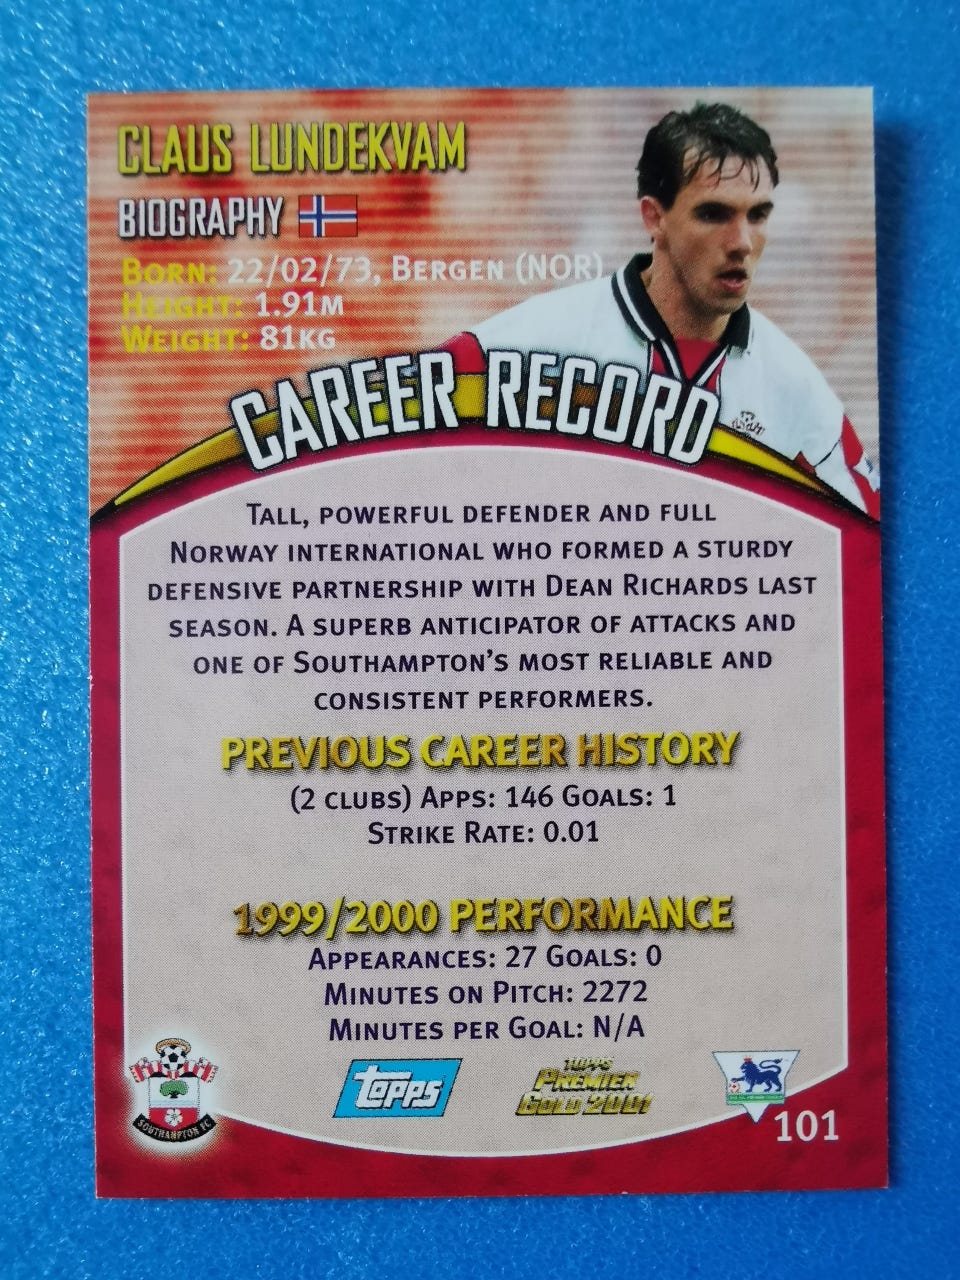 CLAUS LUNDEKVAM
BIOGRAPHY
BORN: 22/02/73, BERGEN (NOR)
HEIGHT: 1.91M
WEIGHT: 81KG
CAREER RECORD
TALL, POWERFUL DEFENDER AND FULL
NORWAY INTERNATIONAL WHO FORMED A STURDY
DEFENSIVE PARTNERSHIP WITH DEAN RICHARDS LAST
SEASON. A SUPERB ANTICIPATOR OF ATTACKS AND
ONE OF SOUTHAMPTON'S MOST RELIABLE AND
CONSISTENT PERFORMERS.
PREVIOUS CAREER HISTORY
(2 CLUBS) APPS: 146 GOALS: 1
STRIKE RATE: 0.01
1999/2000 PERFORMANCE
APPEARANCES: 27 GOALS: 0
MINUTES ON PITCH: 2272
MINUTES PER GOAL: N/A
SOUTHAMPTON FC
Topps
TOPPS
PREMIER
GOLD 2001
101